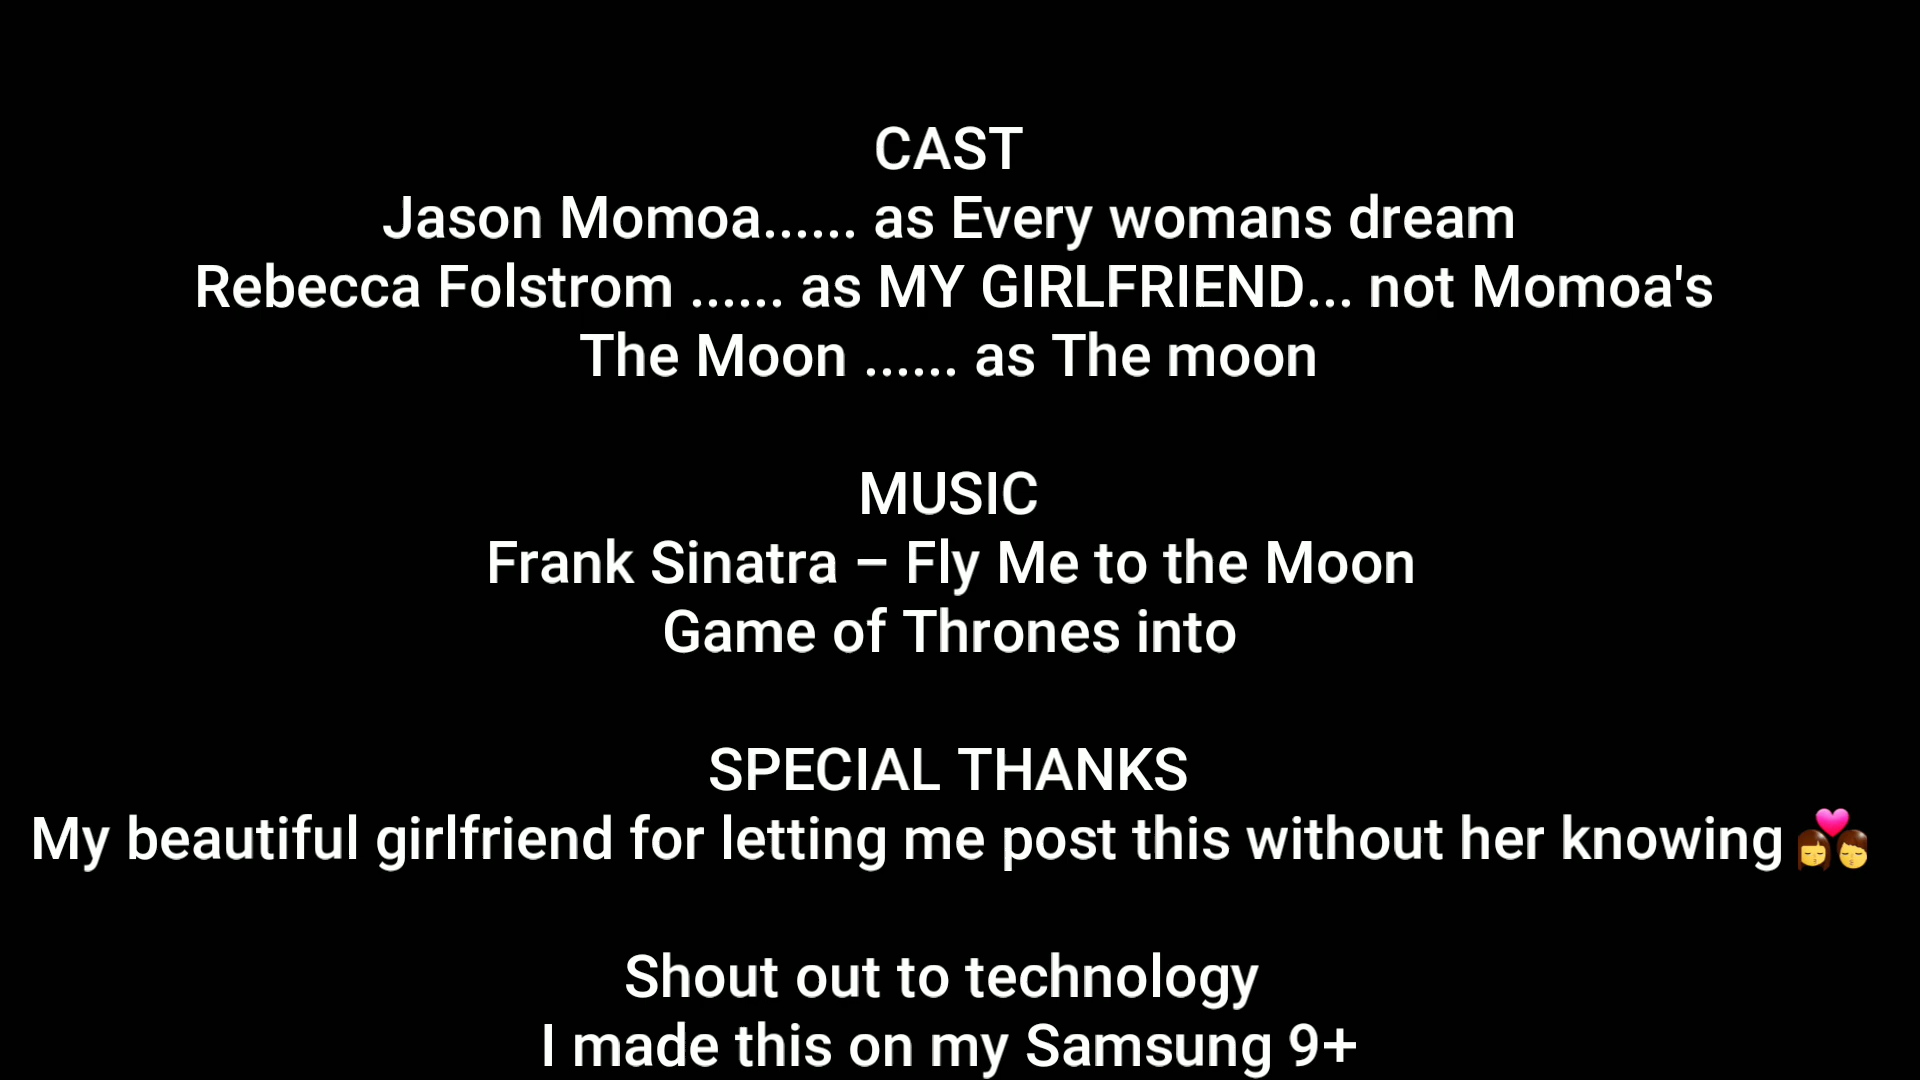 CAST
Jason Momoa...... as Every womans dream
Rebecca Folstrom ...... as MY GIRLFRIEND... not Momoa's
The Moon ...... as The moon
MUSIC
Frank Sinatra – Fly Me to the Moon
Game of Thrones into
SPECIAL THANKS
My beautiful girlfriend for letting me post this without her knowing 💏
Shout out to technology
I made this on my Samsung 9+